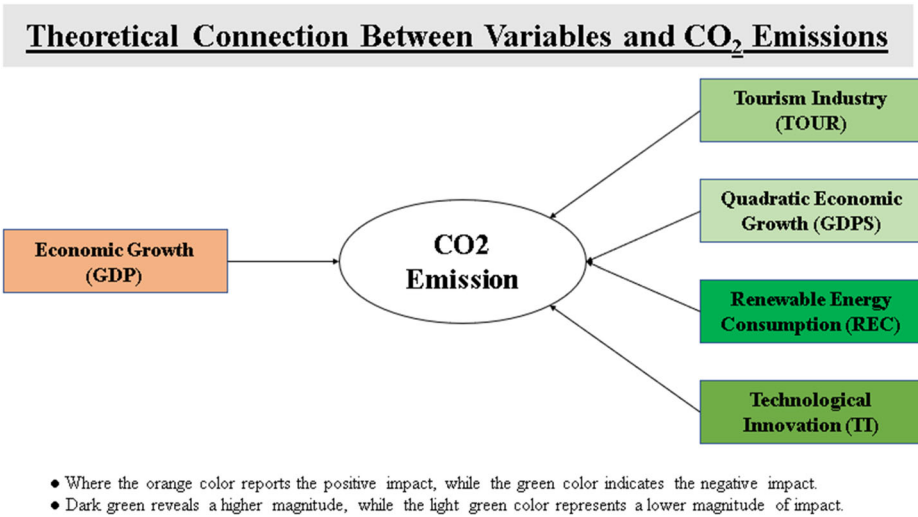 Theoretical Connection Between Variables and CO₂ Emissions
Tourism Industry
(TOUR)
Quadratic Economic
Growth (GDPS)
Economic Growth
(GDP)
CO2
Emission
Renewable Energy
Consumption (REC)
Technological
Innovation (TI)
● Where the orange color reports the positive impact, while the green color indicates the negative impact.
● Dark green reveals a higher magnitude, while the light green color represents a lower magnitude of impact.